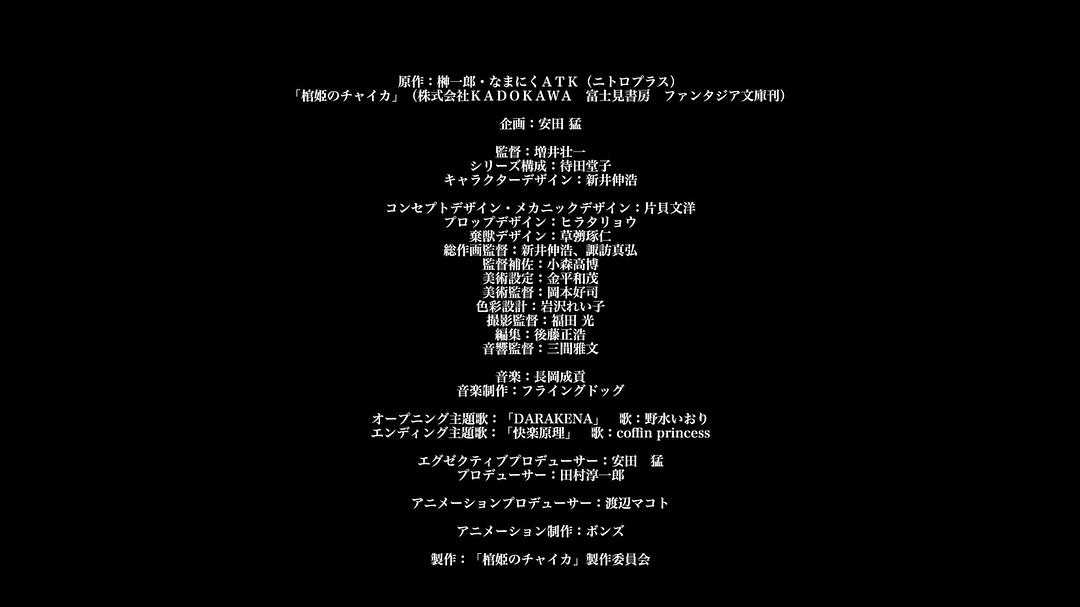 原作：榊一郎・なまにくＡＴＫ（ニトロプラス）
「棺姫のチャイカ」（株式会社ＫＡＤＯＫＡＷＡ　富士見書房　ファンタジア文庫刊）
企画：安田 猛
監督：増井壮一
シリーズ構成：待田堂子
キャラクターデザイン：新井伸浩
コンセプトデザイン・メカニックデザイン：片貝文洋
プロップデザイン：ヒラタリョウ
棄獣デザイン：草彅琢仁
総作画監督：新井伸浩、諏訪真弘
監督補佐：小森高博
美術設定：金平和茂
美術監督：岡本好司
色彩設計：岩沢れい子
撮影監督：福田 光
編集：後藤正浩
音響監督：三間雅文
音楽：長岡成貢
音楽制作：フライングドッグ
オープニング主題歌：「DARAKENA」　歌：野水いおり
エンディング主題歌：「快楽原理」　歌：coffin princess
エグゼクティブプロデューサー：安田　猛
プロデューサー：田村淳一郎
アニメーションプロデューサー：渡辺マコト
アニメーション制作：ボンズ
製作：「棺姫のチャイカ」製作委員会